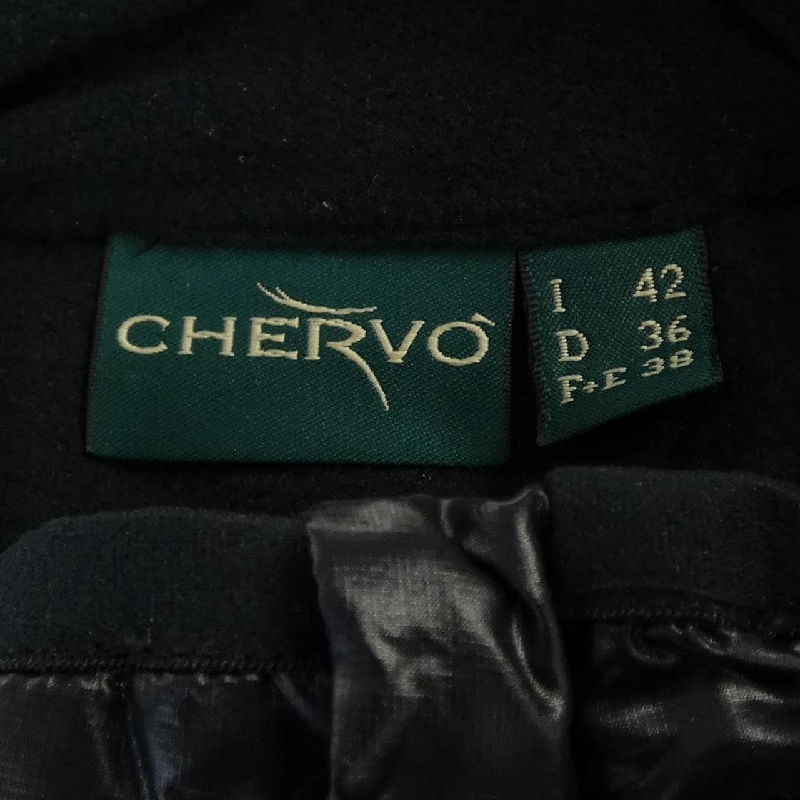 CHERVÒ
I 42
D 36
F+E 38